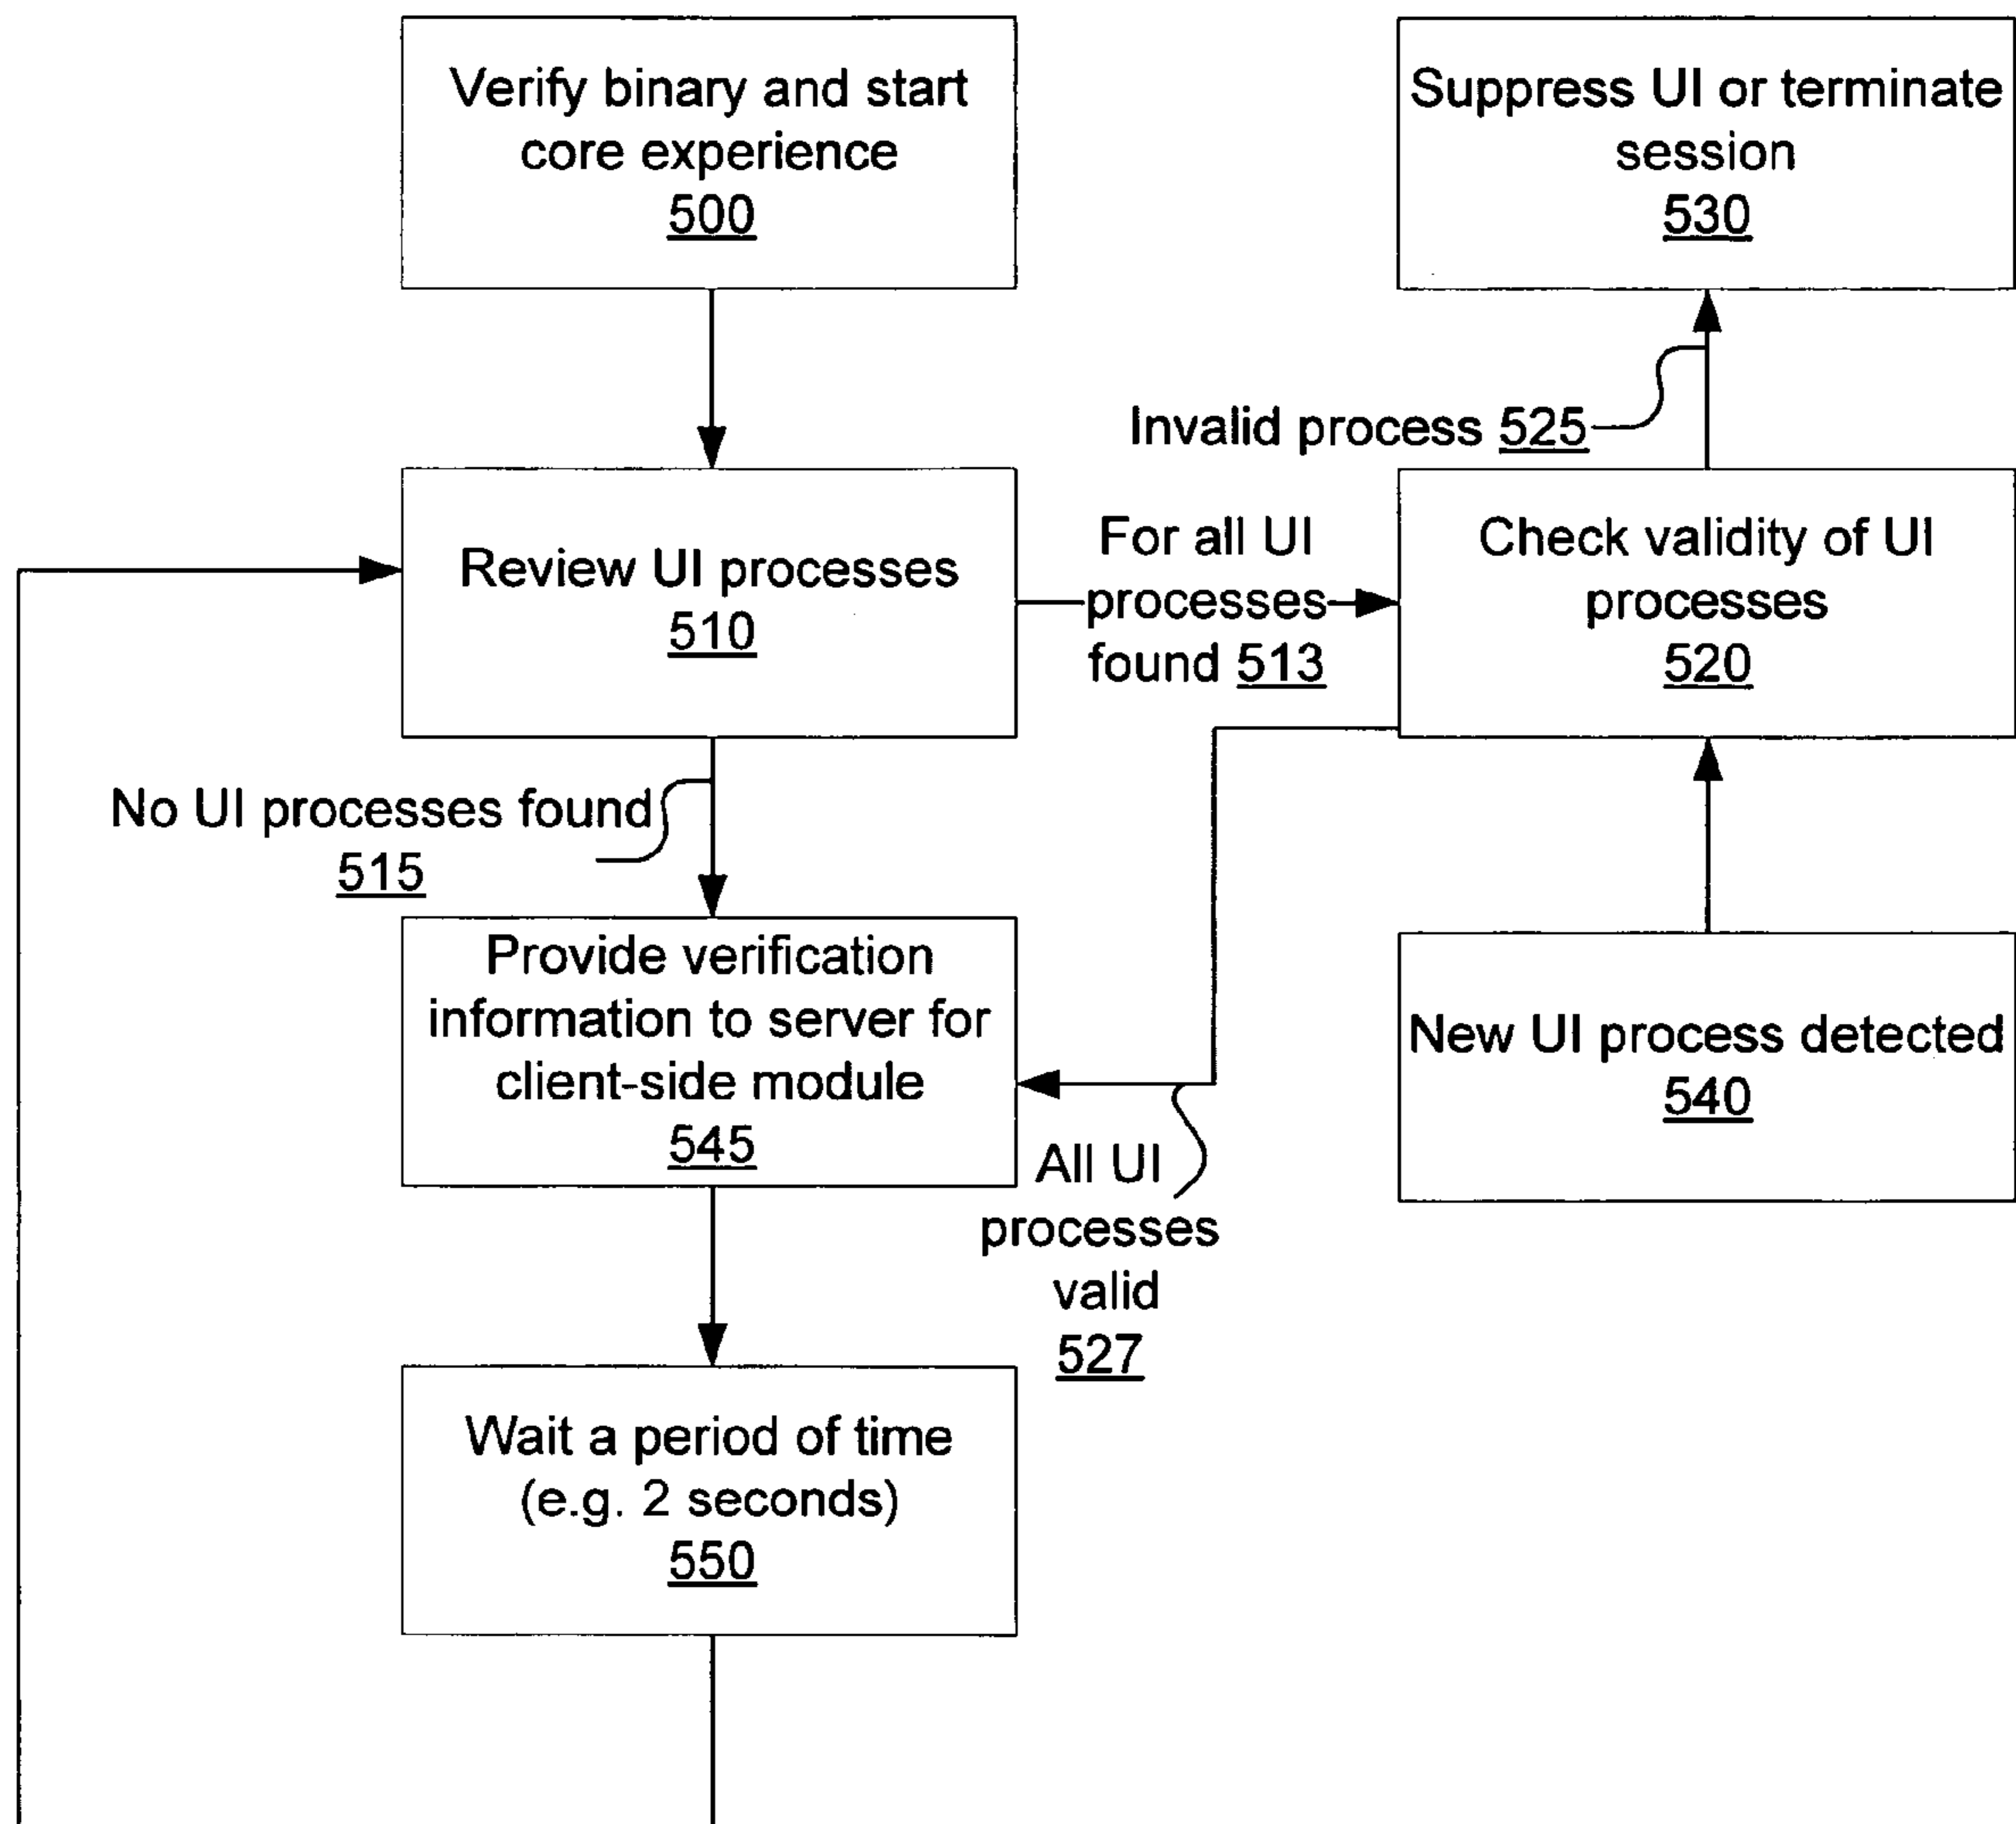 Verify binary and start
core experience
500
Suppress UI or terminate
session
530
Invalid process 525
Review UI processes
510
For all UI
processes
found 513
Check validity of UI
processes
520
No UI processes found
515
Provide verification
information to server for
client-side module
545
All UI
processes
valid
527
New UI process detected
540
Wait a period of time
(e.g. 2 seconds)
550